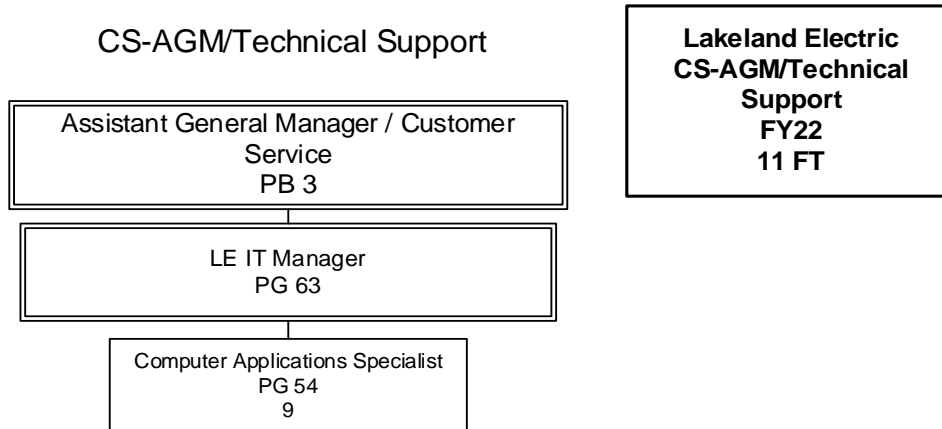 CS-AGM/Technical Support
Lakeland Electric
CS-AGM/Technical
Support
FY22
11 FT
Assistant General Manager / Customer
Service
PB 3
LE IT Manager
PG 63
Computer Applications Specialist
PG 54
9